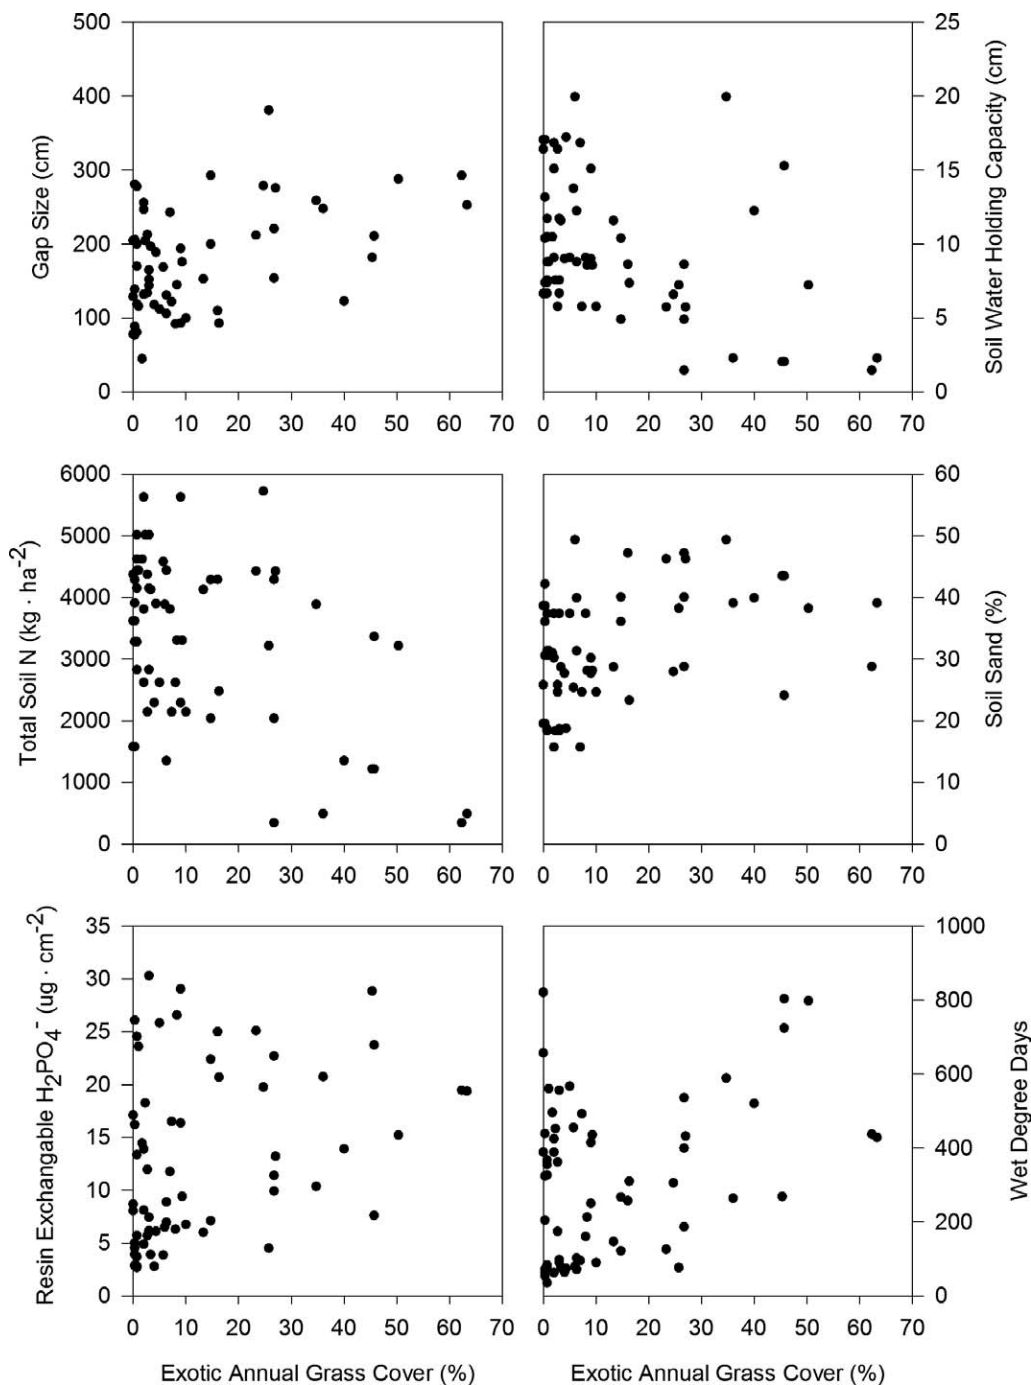 500
400
300
200
100
0
Gap Size (cm)
0 10 20 30 40 50 60 70
25
20
15
10
5
0
Soil Water Holding Capacity (cm)
0 10 20 30 40 50 60 70
6000
5000
4000
3000
2000
1000
0
Total Soil N (kg · ha⁻²)
0 10 20 30 40 50 60 70
60
50
40
30
20
10
0
Soil Sand (%)
0 10 20 30 40 50 60 70
35
30
25
20
15
10
5
0
Resin Exchangable H₂PO₄⁻ (ug · cm⁻²)
0 10 20 30 40 50 60 70
Exotic Annual Grass Cover (%)
1000
800
600
400
200
0
Wet Degree Days
0 10 20 30 40 50 60 70
Exotic Annual Grass Cover (%)